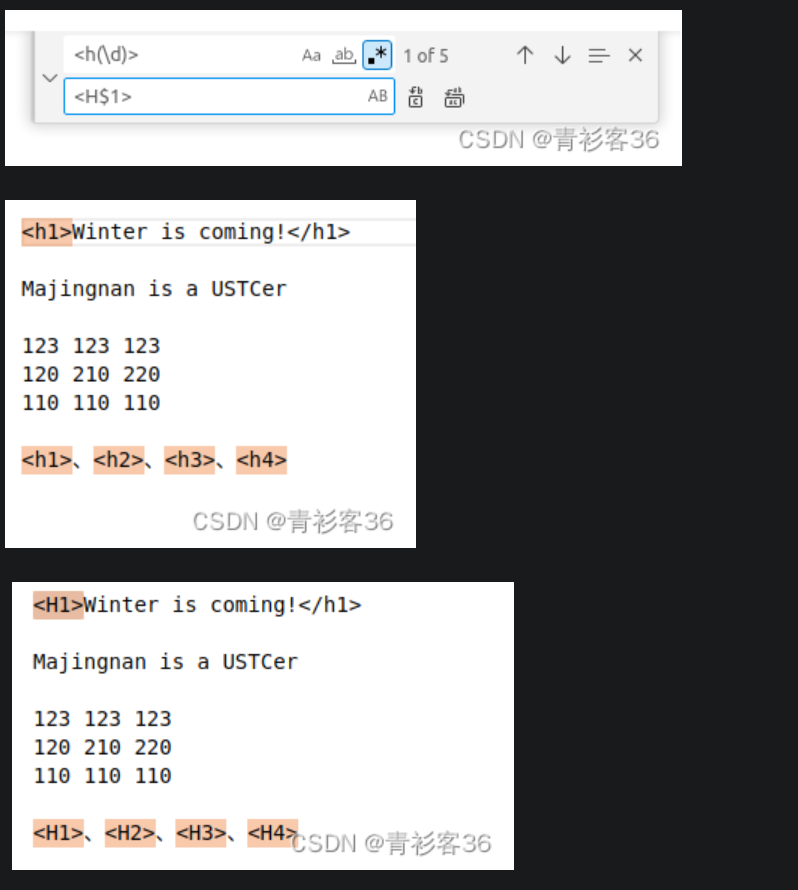 <h(\d)> Aa ab .* 1 of 5
<H$1> AB
CSDN @青衫客36
<h1>Winter is coming!</h1>
Majingnan is a USTCer
123 123 123
120 210 220
110 110 110
<h1>、<h2>、<h3>、<h4>
CSDN @青衫客36
<H1>Winter is coming!</h1>
Majingnan is a USTCer
123 123 123
120 210 220
110 110 110
<H1>、<H2>、<H3>、<H4>
CSDN @青衫客36